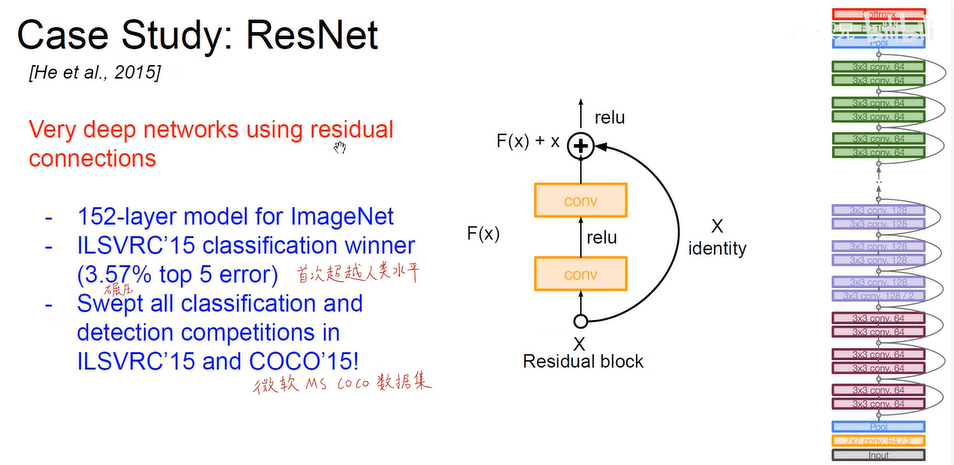 Case Study: ResNet
[He et al., 2015]
Very deep networks using residual
connections
- 152-layer model for ImageNet
- ILSVRC'15 classification winner
(3.57% top 5 error) 首次超越人类水平
碾压
- Swept all classification and
detection competitions in
ILSVRC'15 and COCO'15!
微软 MS COCO 数据集
relu
F(x) + x
conv
F(x)
relu
X
identity
conv
X
Residual block
Softmax
Pool
3x3 conv, 64
3x3 conv, 64
3x3 conv, 64
3x3 conv, 64
3x3 conv, 64
3x3 conv, 64
3x3 conv, 128
3x3 conv, 128
3x3 conv, 128
3x3 conv, 128
3x3 conv, 128
3x3 conv, 128 / 2
3x3 conv, 64
3x3 conv, 64
3x3 conv, 64
3x3 conv, 64
3x3 conv, 64
3x3 conv, 64
Pool
7x7 conv, 64 / 2
Input